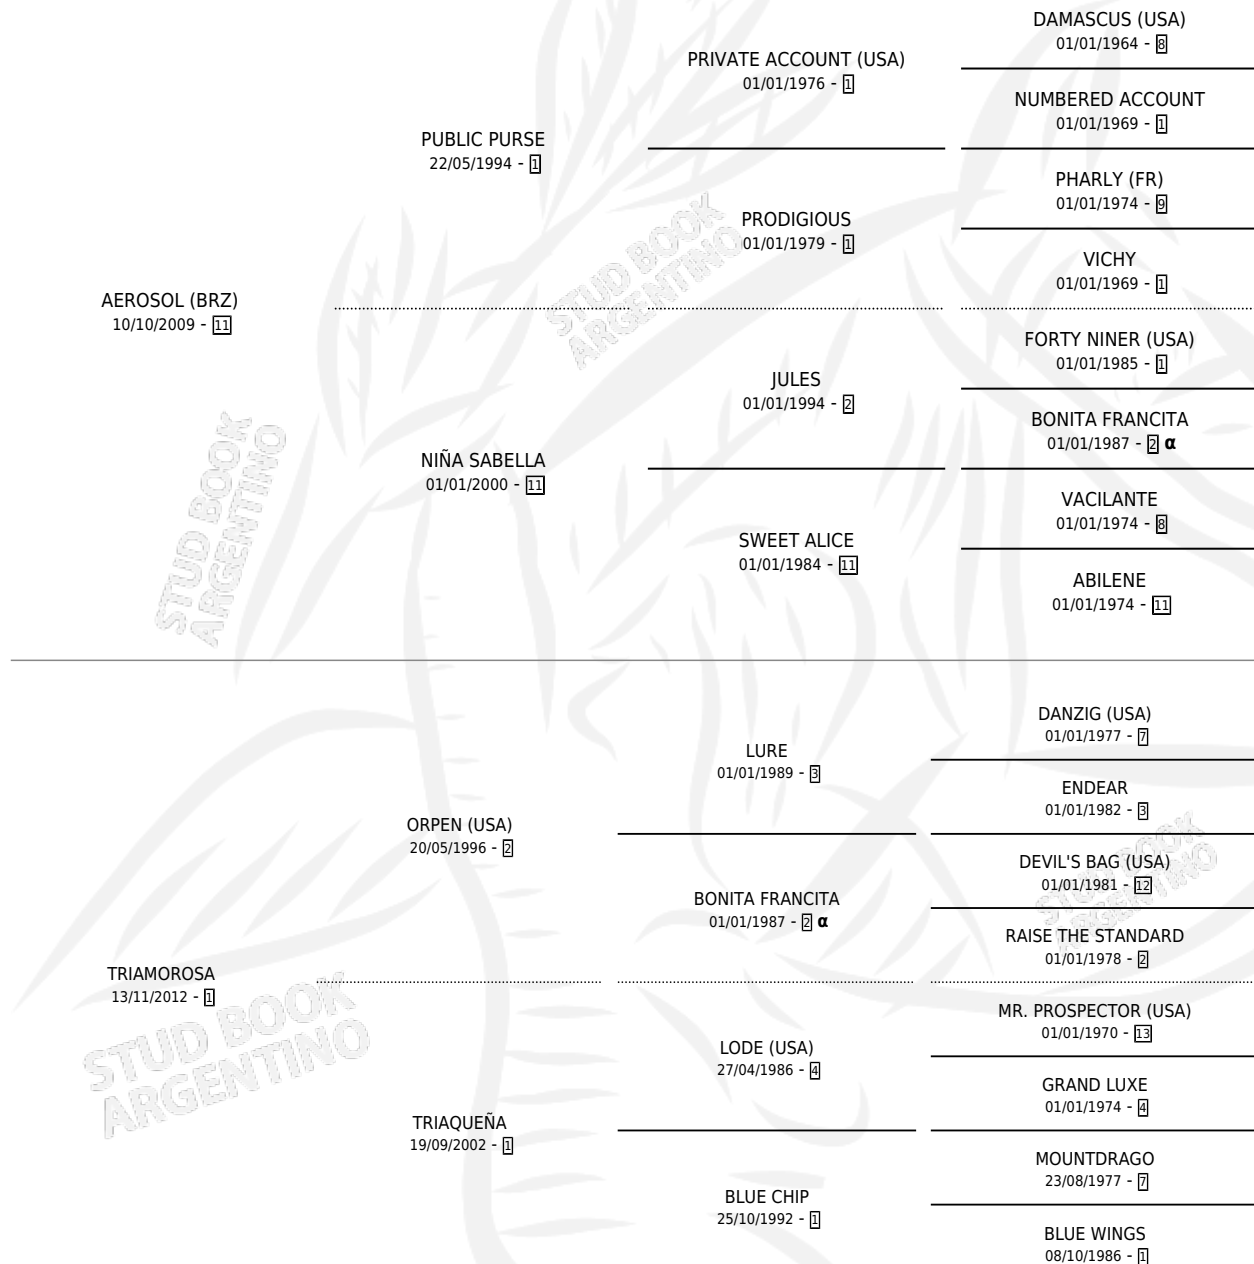 DAMASCUS (USA)
01/01/1964 - 8
PRIVATE ACCOUNT (USA)
01/01/1976 - 1
NUMBERED ACCOUNT
01/01/1969 - 1
PUBLIC PURSE
22/05/1994 - 1
PHARLY (FR)
01/01/1974 - 9
PRODIGIOUS
01/01/1979 - 1
VICHY
01/01/1969 - 1
AEROSOL (BRZ)
10/10/2009 - 11
FORTY NINER (USA)
01/01/1985 - 1
JULES
01/01/1994 - 2
BONITA FRANCITA
01/01/1987 - 2 α
NIÑA SABELLA
01/01/2000 - 11
VACILANTE
01/01/1974 - 8
SWEET ALICE
01/01/1984 - 11
ABILENE
01/01/1974 - 11
DANZIG (USA)
01/01/1977 - 7
LURE
01/01/1989 - 3
ENDEAR
01/01/1982 - 3
ORPEN (USA)
20/05/1996 - 2
DEVIL'S BAG (USA)
01/01/1981 - 12
BONITA FRANCITA
01/01/1987 - 2 α
RAISE THE STANDARD
01/01/1978 - 2
TRIAMOROSA
13/11/2012 - 1
MR. PROSPECTOR (USA)
01/01/1970 - 13
LODE (USA)
27/04/1986 - 4
GRAND LUXE
01/01/1974 - 4
TRIAQUEÑA
19/09/2002 - 1
MOUNTDRAGO
23/08/1977 - 7
BLUE CHIP
25/10/1992 - 1
BLUE WINGS
08/10/1986 - 1
STUD BOOK
ARGENTINO
STUD BOOK
ARGENTINO
STUD BOOK
ARGENTINO
STUD BOOK
ARGENTINO